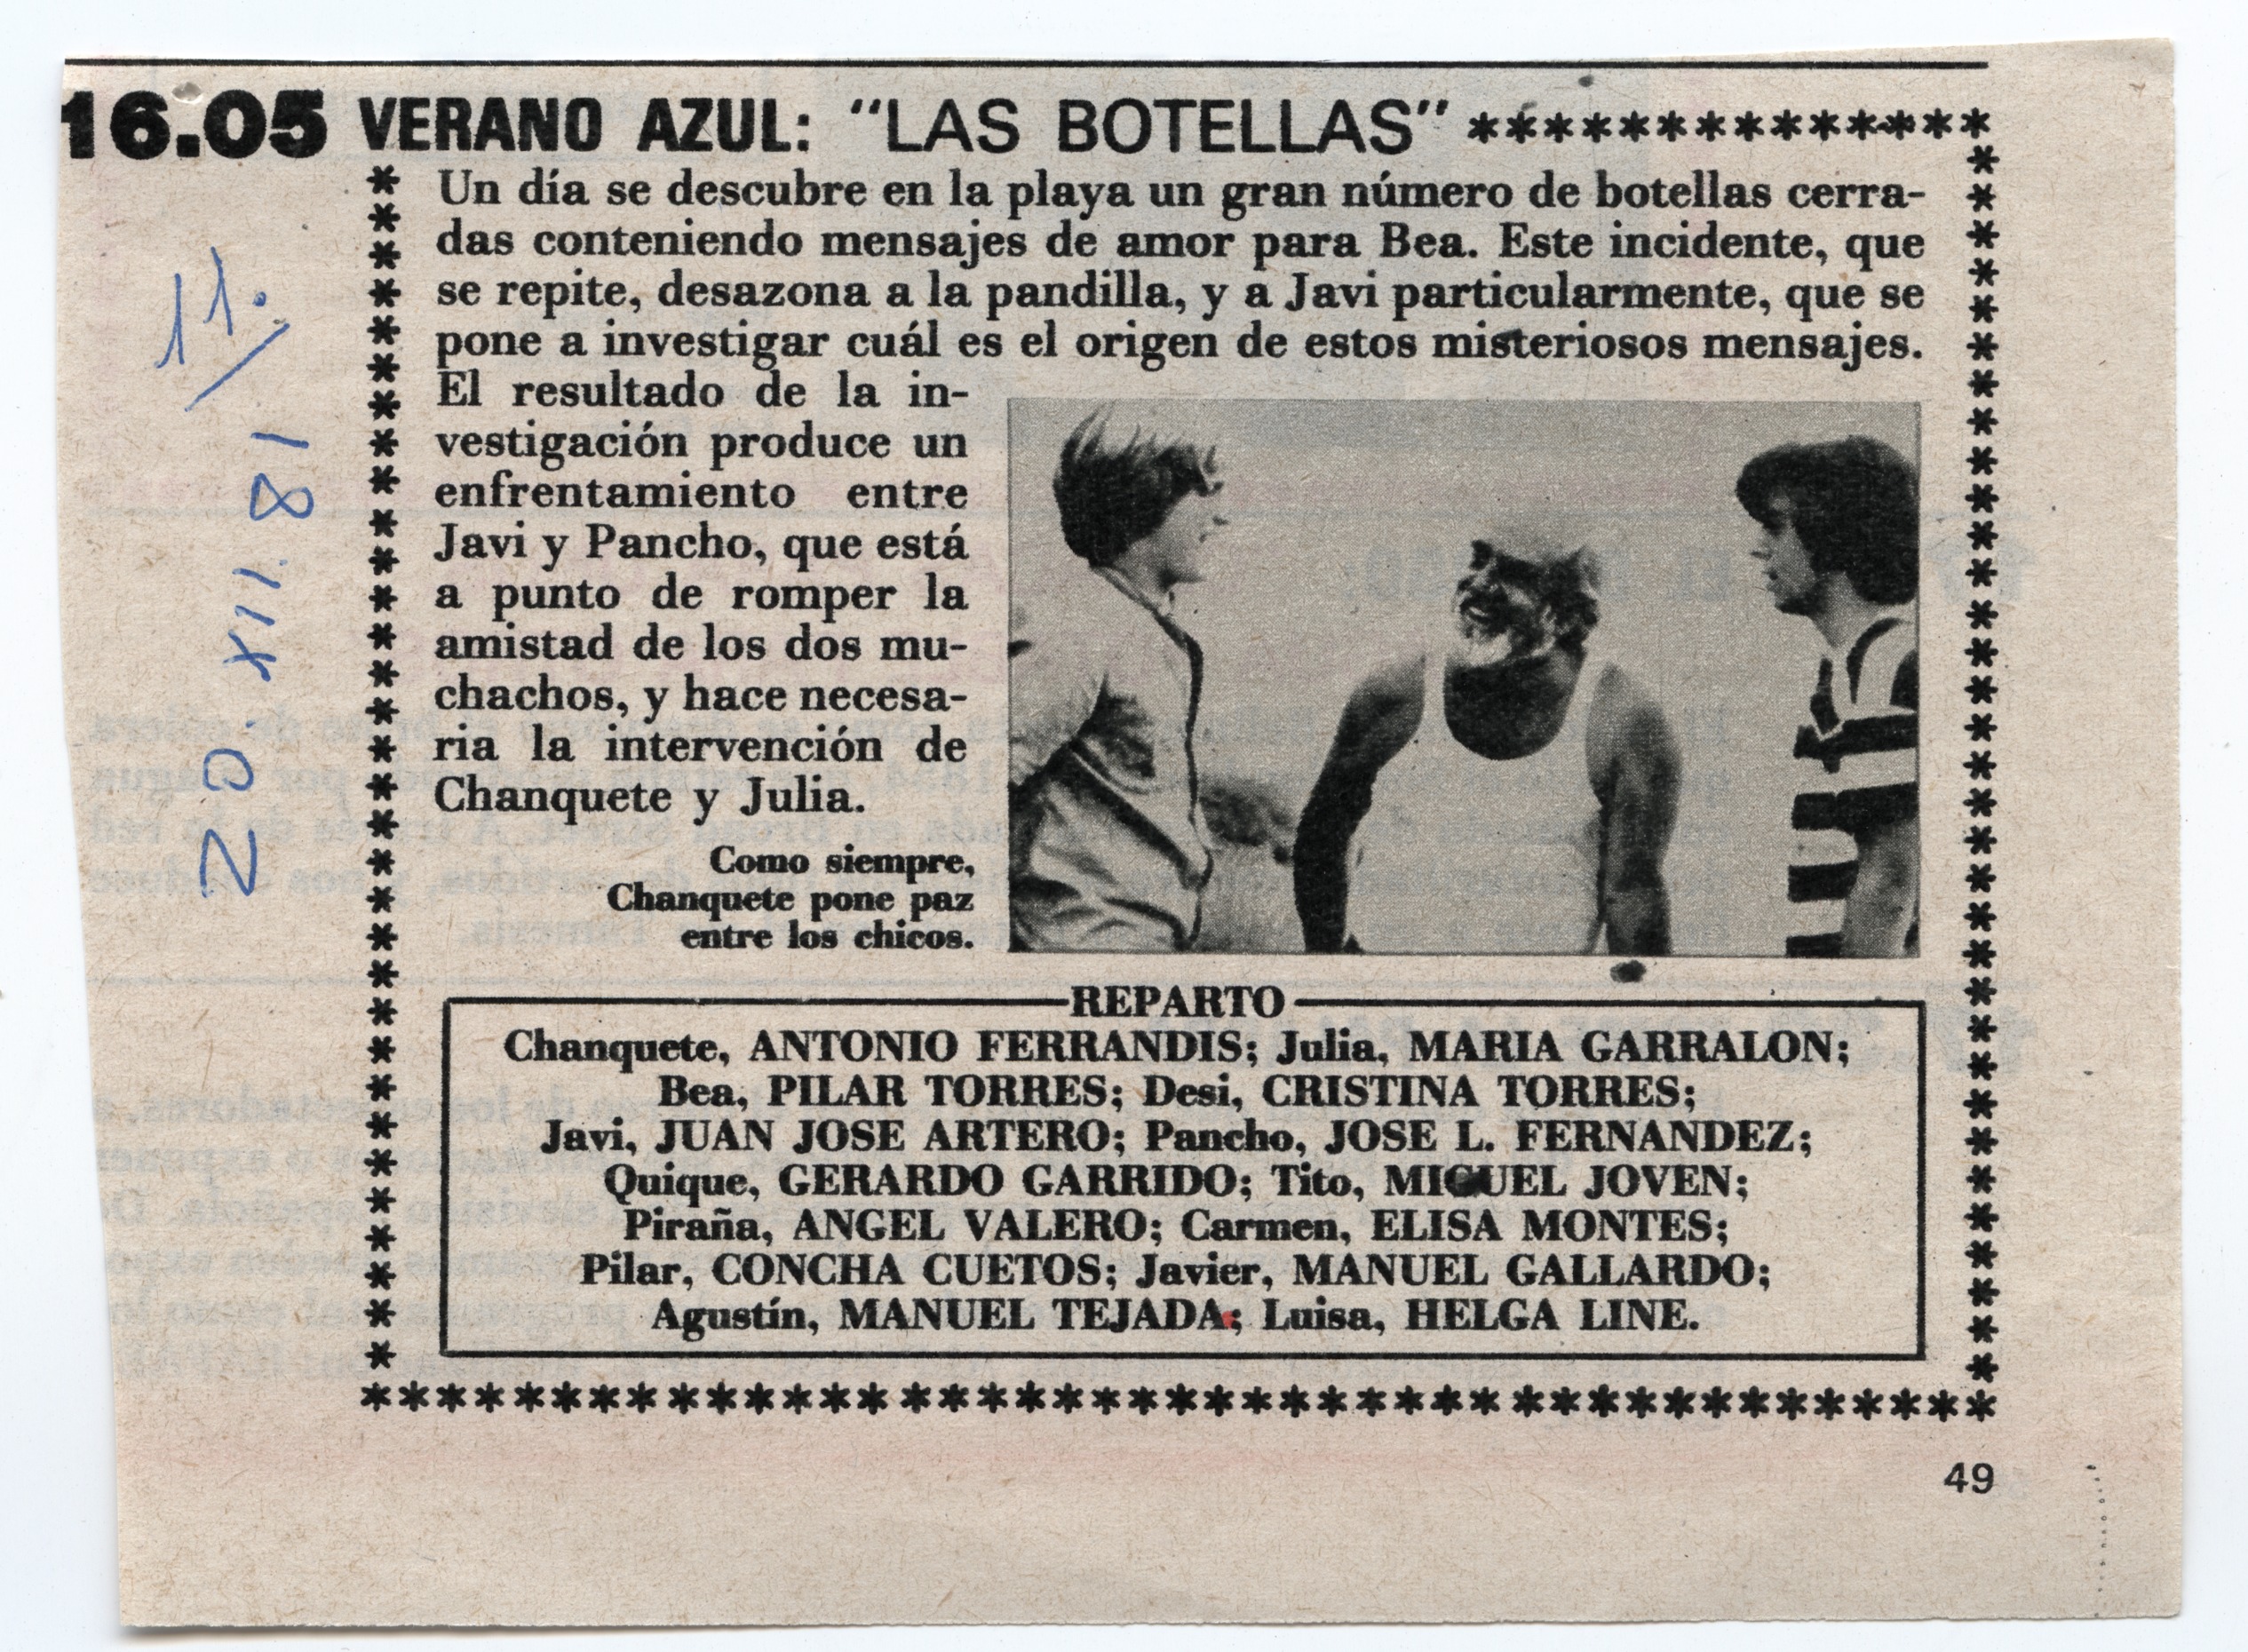 16.05 VERANO AZUL: "LAS BOTELLAS" **************
Un día se descubre en la playa un gran número de botellas cerra-
das conteniendo mensajes de amor para Bea. Este incidente, que
se repite, desazona a la pandilla, y a Javi particularmente, que se
pone a investigar cuál es el origen de estos misteriosos mensajes.
El resultado de la in-
vestigación produce un
enfrentamiento entre
Javi y Pancho, que está
a punto de romper la
amistad de los dos mu-
chachos, y hace necesa-
ria la intervención de
Chanquete y Julia.
Como siempre,
Chanquete pone paz
entre los chicos.
REPARTO
Chanquete, ANTONIO FERRANDIS; Julia, MARIA GARRALON;
Bea, PILAR TORRES; Desi, CRISTINA TORRES;
Javi, JUAN JOSE ARTERO; Pancho, JOSE L. FERNANDEZ;
Quique, GERARDO GARRIDO; Tito, MIGUEL JOVEN;
Piraña, ANGEL VALERO; Carmen, ELISA MONTES;
Pilar, CONCHA CUETOS; Javier, MANUEL GALLARDO;
Agustín, MANUEL TEJADA; Luisa, HELGA LINE.
49
11.
20.XII.81